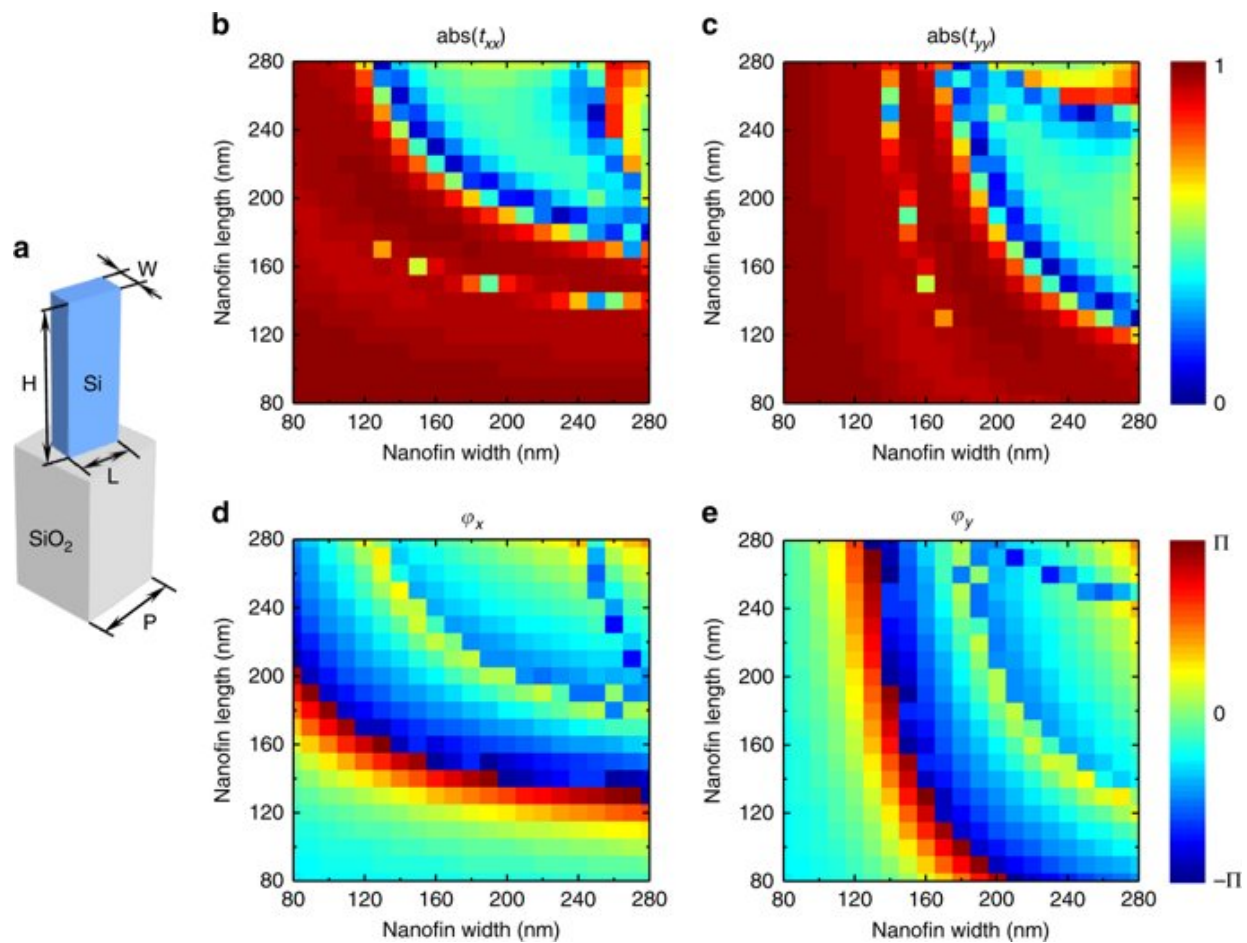 a
W
H
Si
L
SiO2
P
b
abs(txx)
280
240
200
160
120
80
Nanofin length (nm)
80 120 160 200 240 280
Nanofin width (nm)
c
abs(tyy)
280
240
200
160
120
80
Nanofin length (nm)
80 120 160 200 240 280
Nanofin width (nm)
1
0
d
φx
280
240
200
160
120
80
Nanofin length (nm)
80 120 160 200 240 280
Nanofin width (nm)
e
φy
280
240
200
160
120
80
Nanofin length (nm)
80 120 160 200 240 280
Nanofin width (nm)
Π
0
−Π